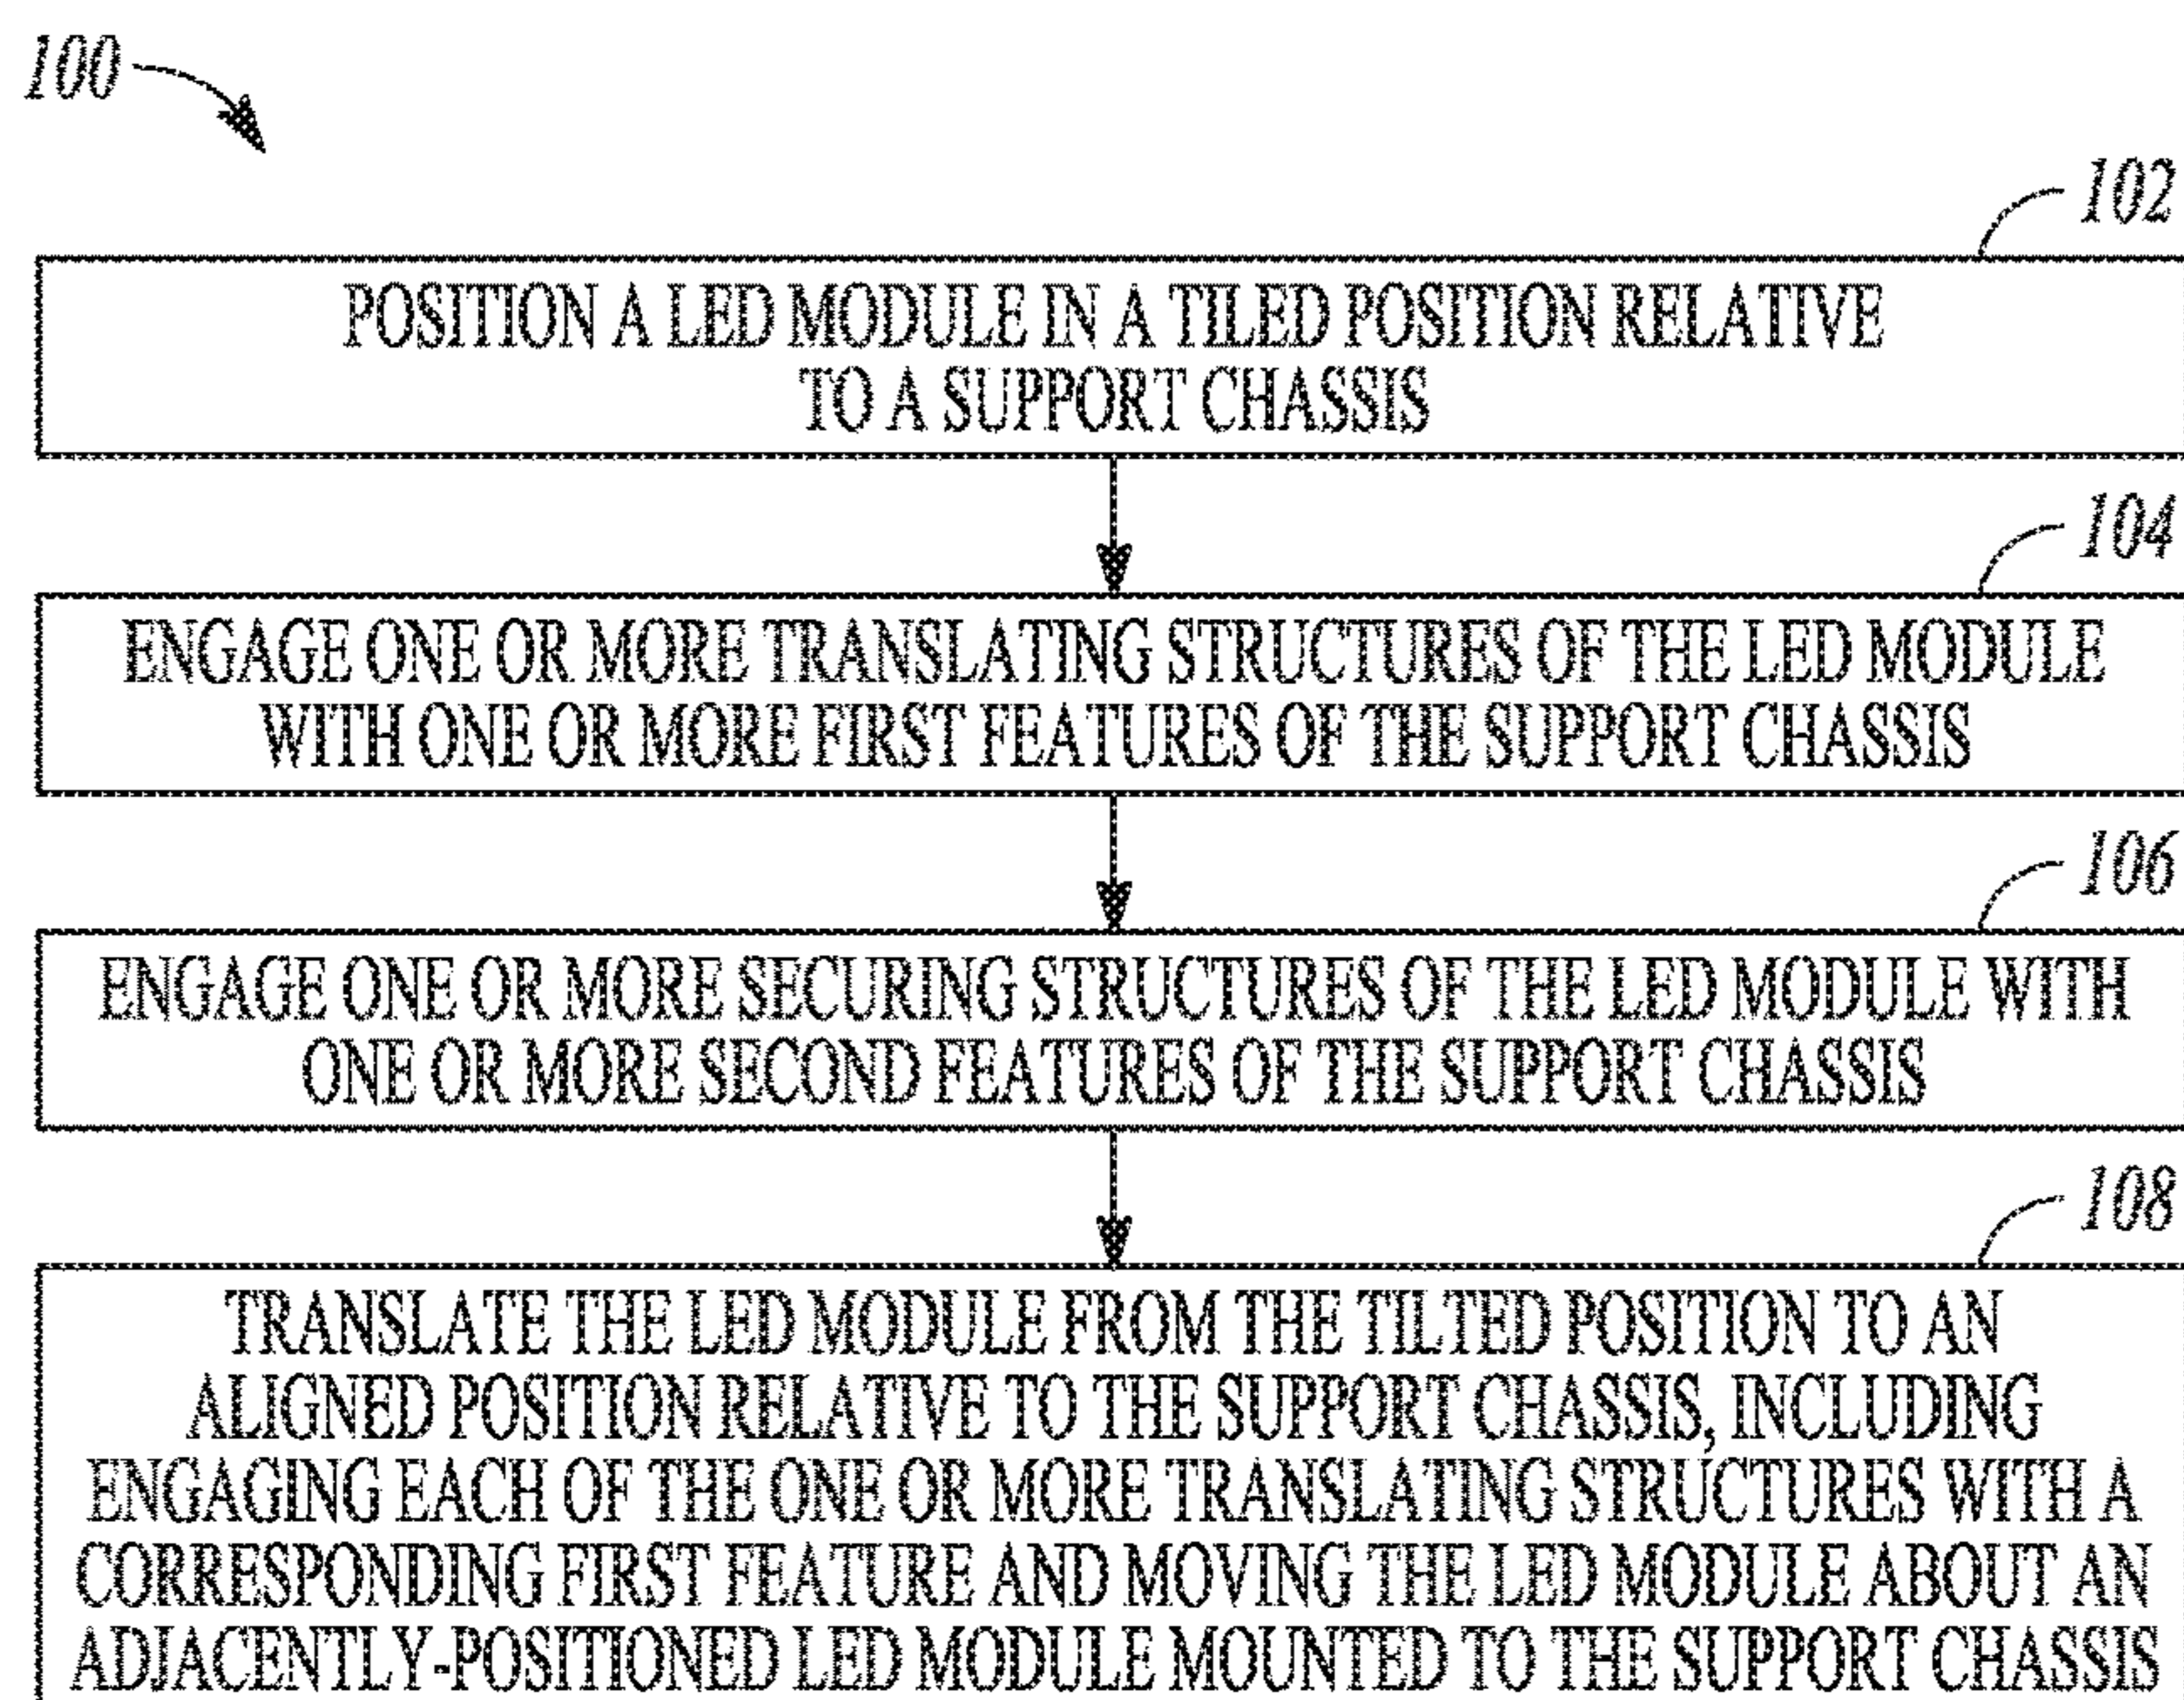 100
102
POSITION A LED MODULE IN A TILED POSITION RELATIVE
TO A SUPPORT CHASSIS
104
ENGAGE ONE OR MORE TRANSLATING STRUCTURES OF THE LED MODULE
WITH ONE OR MORE FIRST FEATURES OF THE SUPPORT CHASSIS
106
ENGAGE ONE OR MORE SECURING STRUCTURES OF THE LED MODULE WITH
ONE OR MORE SECOND FEATURES OF THE SUPPORT CHASSIS
108
TRANSLATE THE LED MODULE FROM THE TILTED POSITION TO AN
ALIGNED POSITION RELATIVE TO THE SUPPORT CHASSIS, INCLUDING
ENGAGING EACH OF THE ONE OR MORE TRANSLATING STRUCTURES WITH A
CORRESPONDING FIRST FEATURE AND MOVING THE LED MODULE ABOUT AN
ADJACENTLY-POSITIONED LED MODULE MOUNTED TO THE SUPPORT CHASSIS